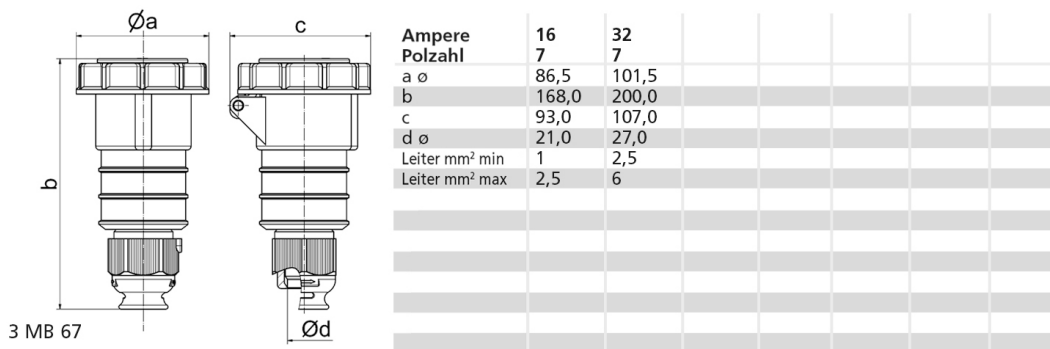 Øa
c
b
Ød
3 MB 67
Ampere 16 32
Polzahl 7 7
a ø 86,5 101,5
b 168,0 200,0
c 93,0 107,0
d ø 21,0 27,0
Leiter mm² min 1 2,5
Leiter mm² max 2,5 6